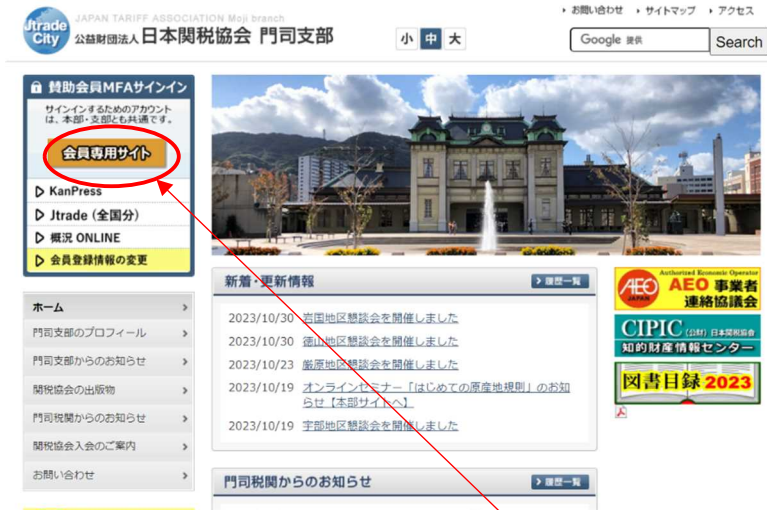 Jtrade City
JAPAN TARIFF ASSOCIATION Moji branch
公益財団法人日本関税協会 門司支部
小 中 大
お問い合わせ サイトマップ アクセス
Google 提供 Search
賛助会員MFAサインイン
サインインするためのアカウント
は、本部・支部とも共通です。
会員専用サイト
KanPress
Jtrade (全国分)
概況 ONLINE
会員登録情報の変更
ホーム
門司支部のプロフィール
門司支部からのお知らせ
関税協会の出版物
門司税関からのお知らせ
関税協会入会のご案内
お問い合わせ
新着・更新情報 履歴一覧
2023/10/30 岩国地区懇談会を開催しました
2023/10/30 徳山地区懇談会を開催しました
2023/10/23 厳原地区懇談会を開催しました
2023/10/19 オンラインセミナー「はじめての原産地規則」のお知
らせ【本部サイトへ】
2023/10/19 宇部地区懇談会を開催しました
門司税関からのお知らせ 履歴一覧
Authorized Economic Operator
AEO JAPAN AEO 事業者
連絡協議会
CIPIC (公財) 日本関税協会
知的財産情報センター
図書目録 2023